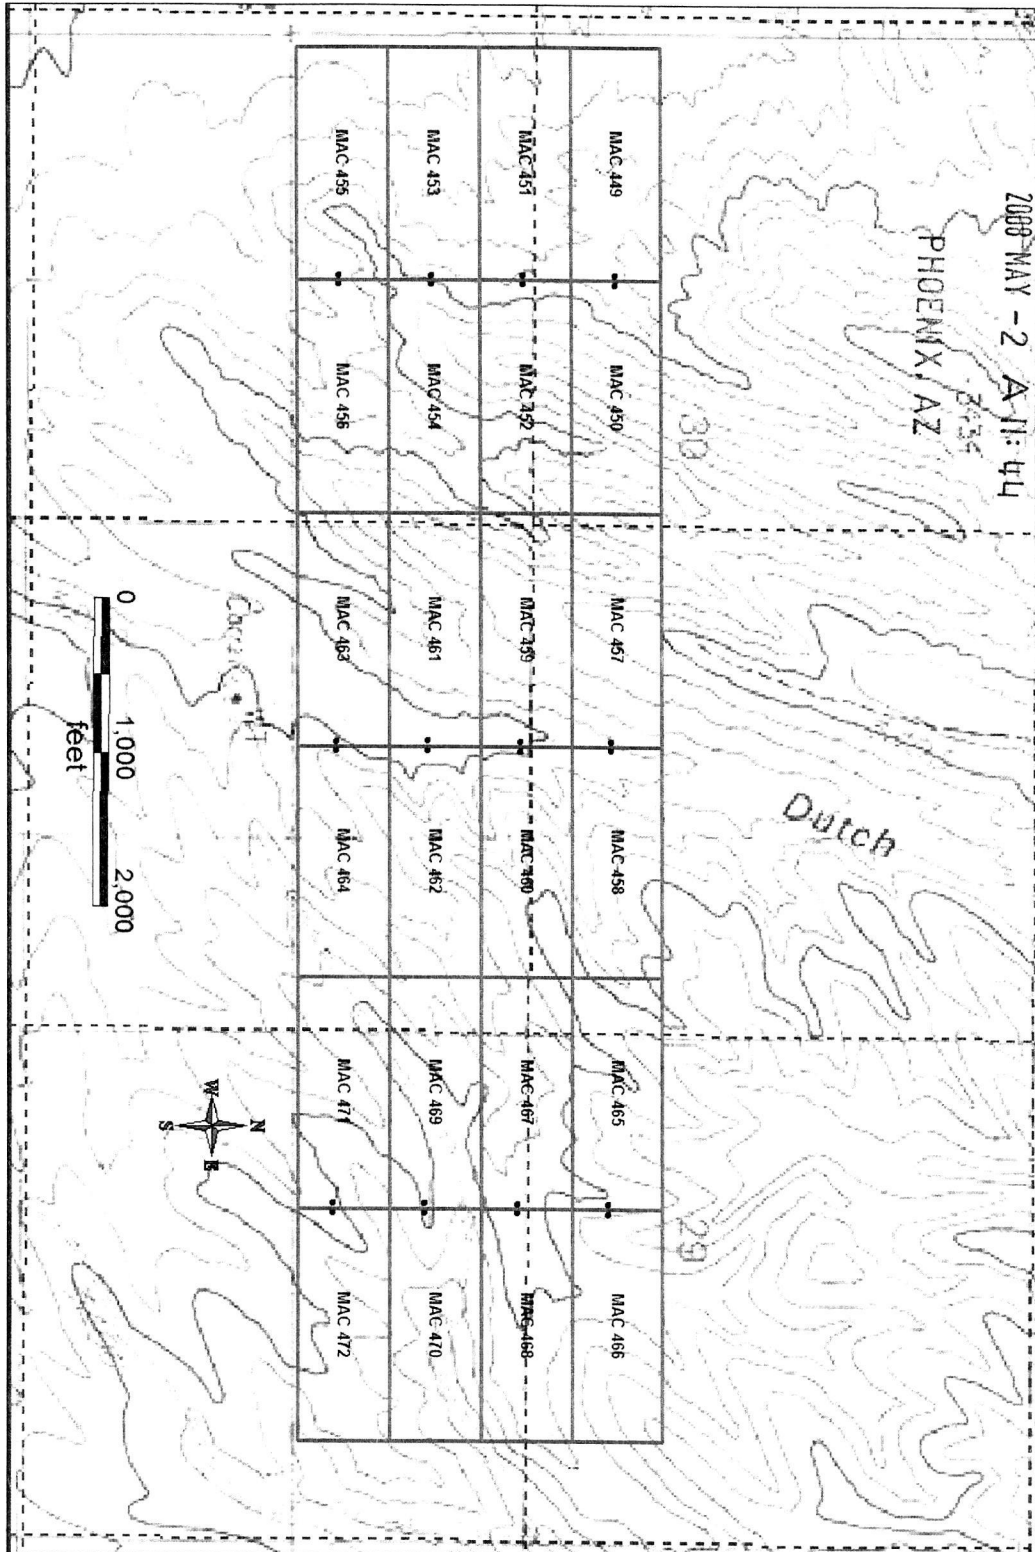 2008 MAY -2 A 11: 44
PHOENIX, AZ
3434
30
29
Dutch
MAC 449
MAC 450
MAC 457
MAC 458
MAC 465
MAC 466
MAC 451
MAC 452
MAC 459
MAC 460
MAC 467
MAC 468
MAC 453
MAC 454
MAC 461
MAC 462
MAC 469
MAC 470
MAC 455
MAC 456
MAC 463
MAC 464
MAC 471
MAC 472
N
W
E
S
0
1,000
2,000
feet